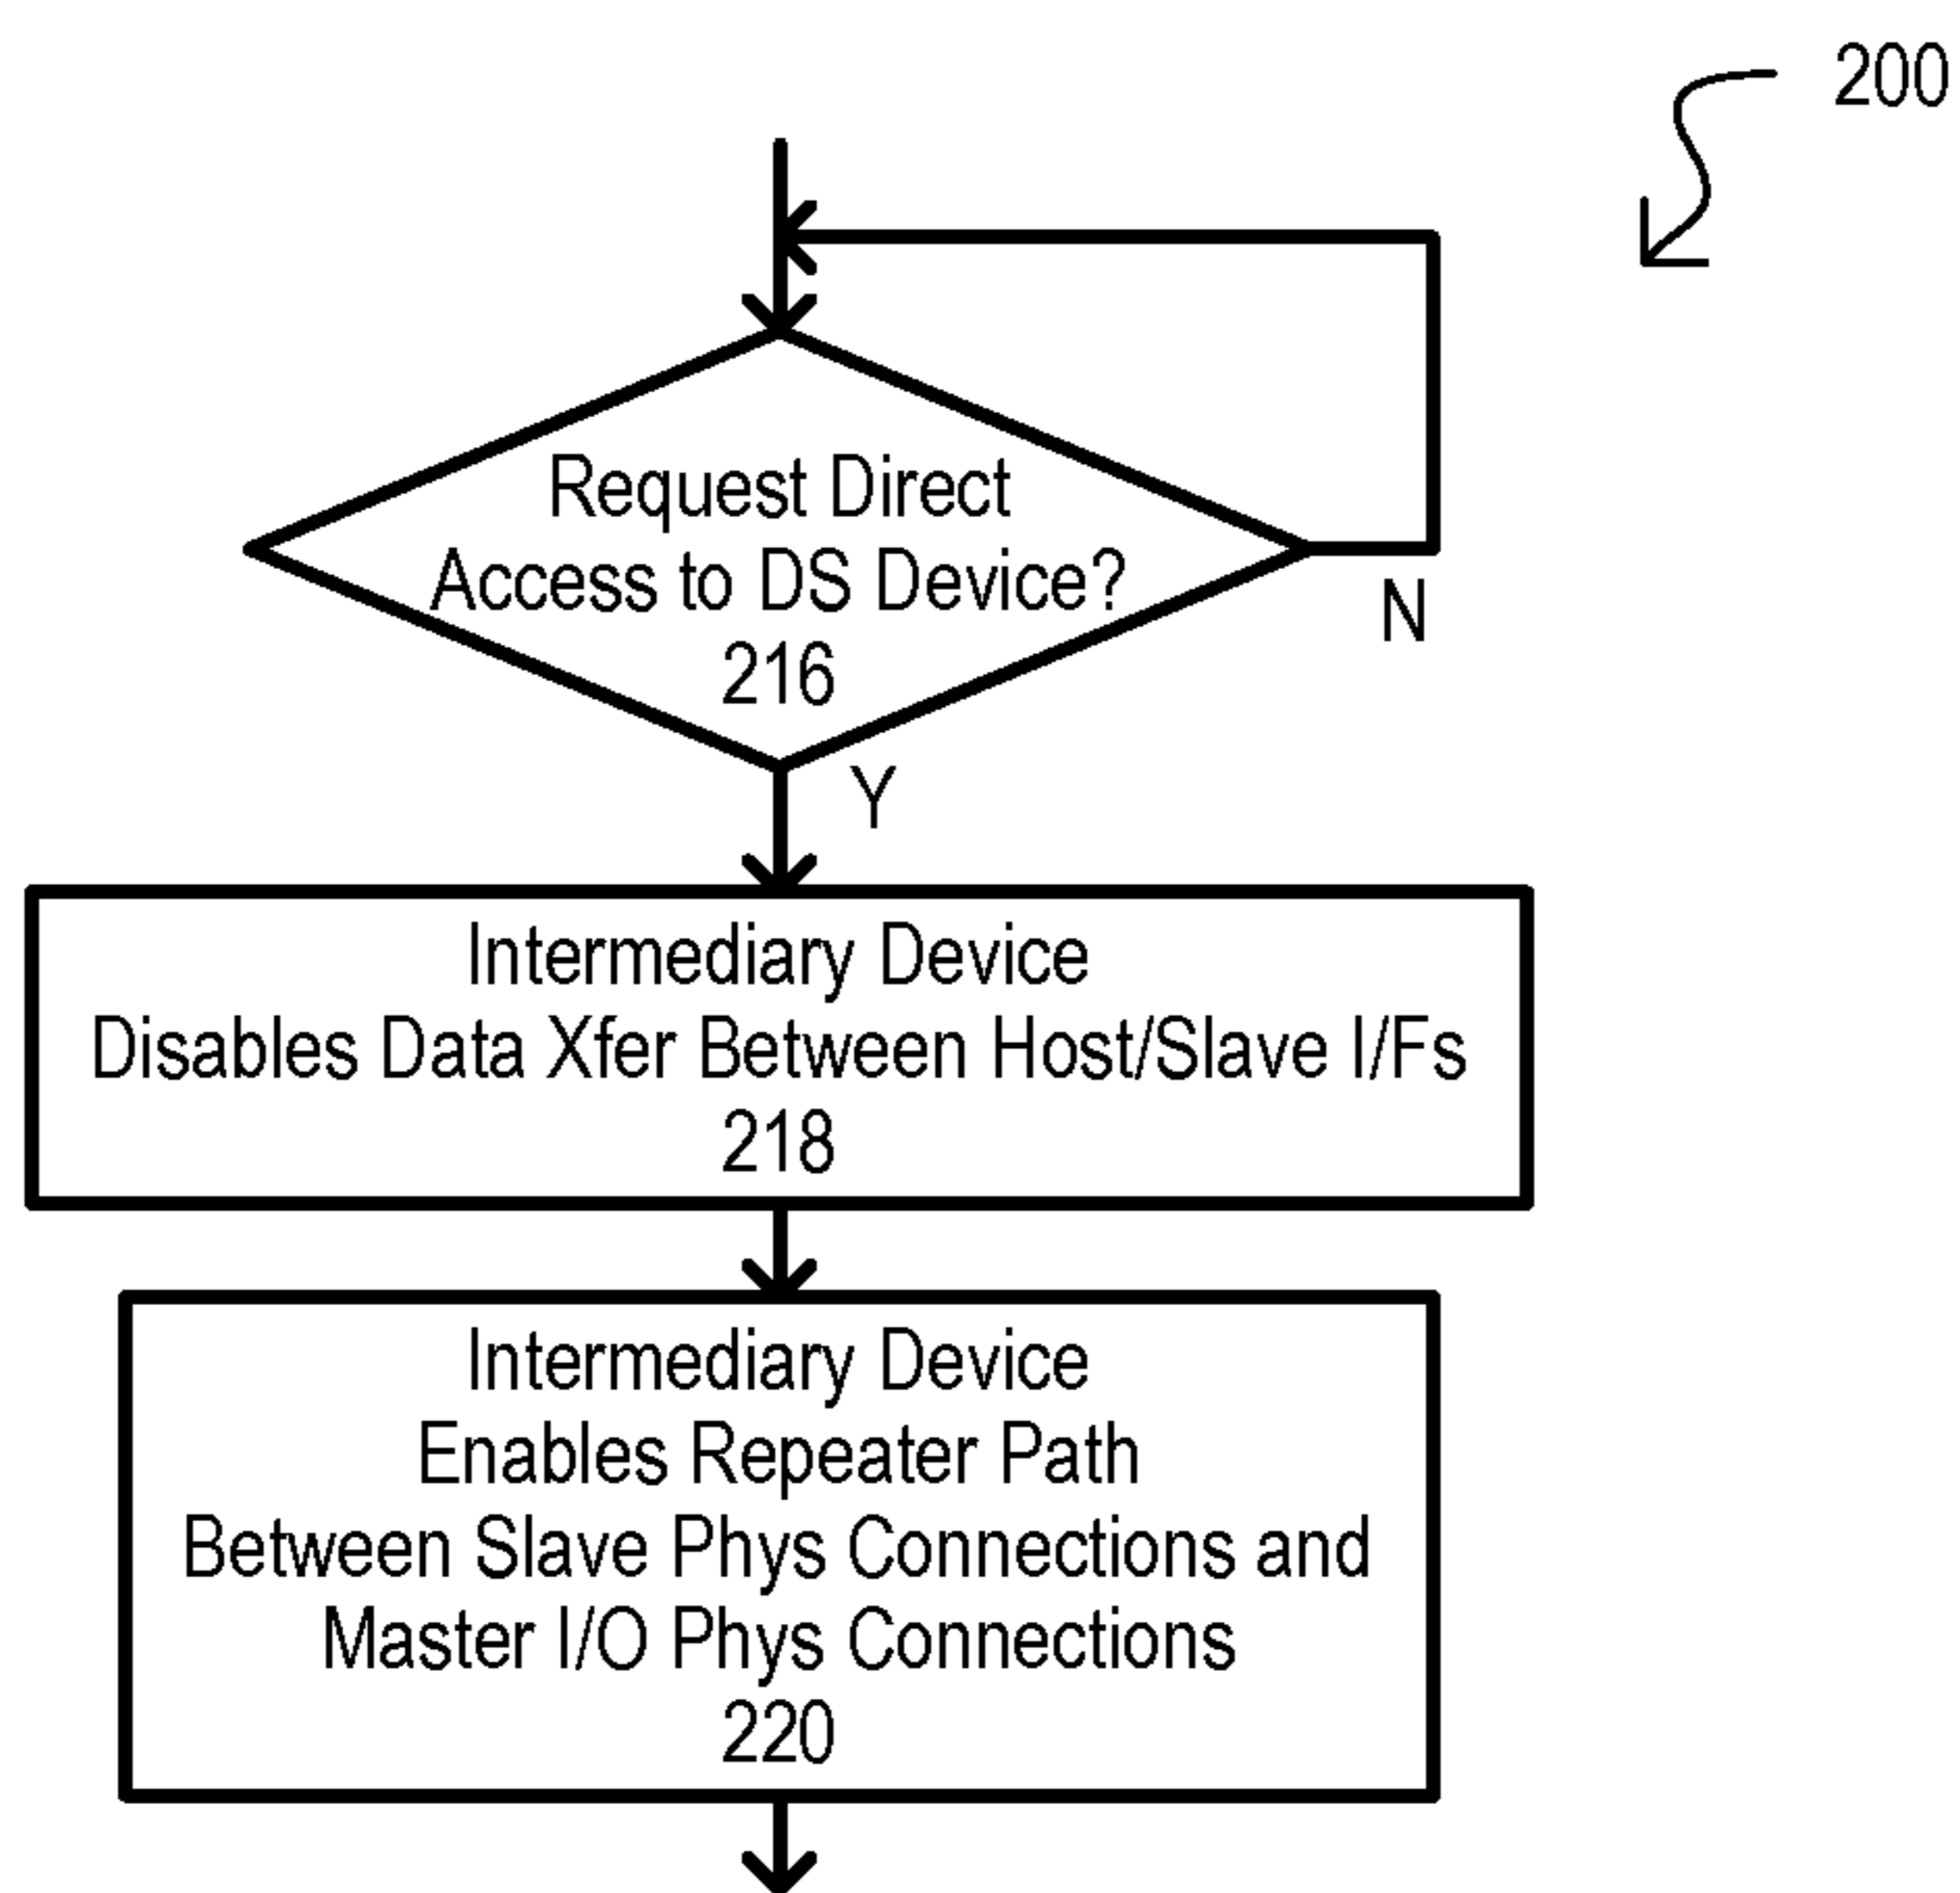 200
Request Direct
Access to DS Device?
216
N
Y
Intermediary Device
Disables Data Xfer Between Host/Slave I/Fs
218
Intermediary Device
Enables Repeater Path
Between Slave Phys Connections and
Master I/O Phys Connections
220